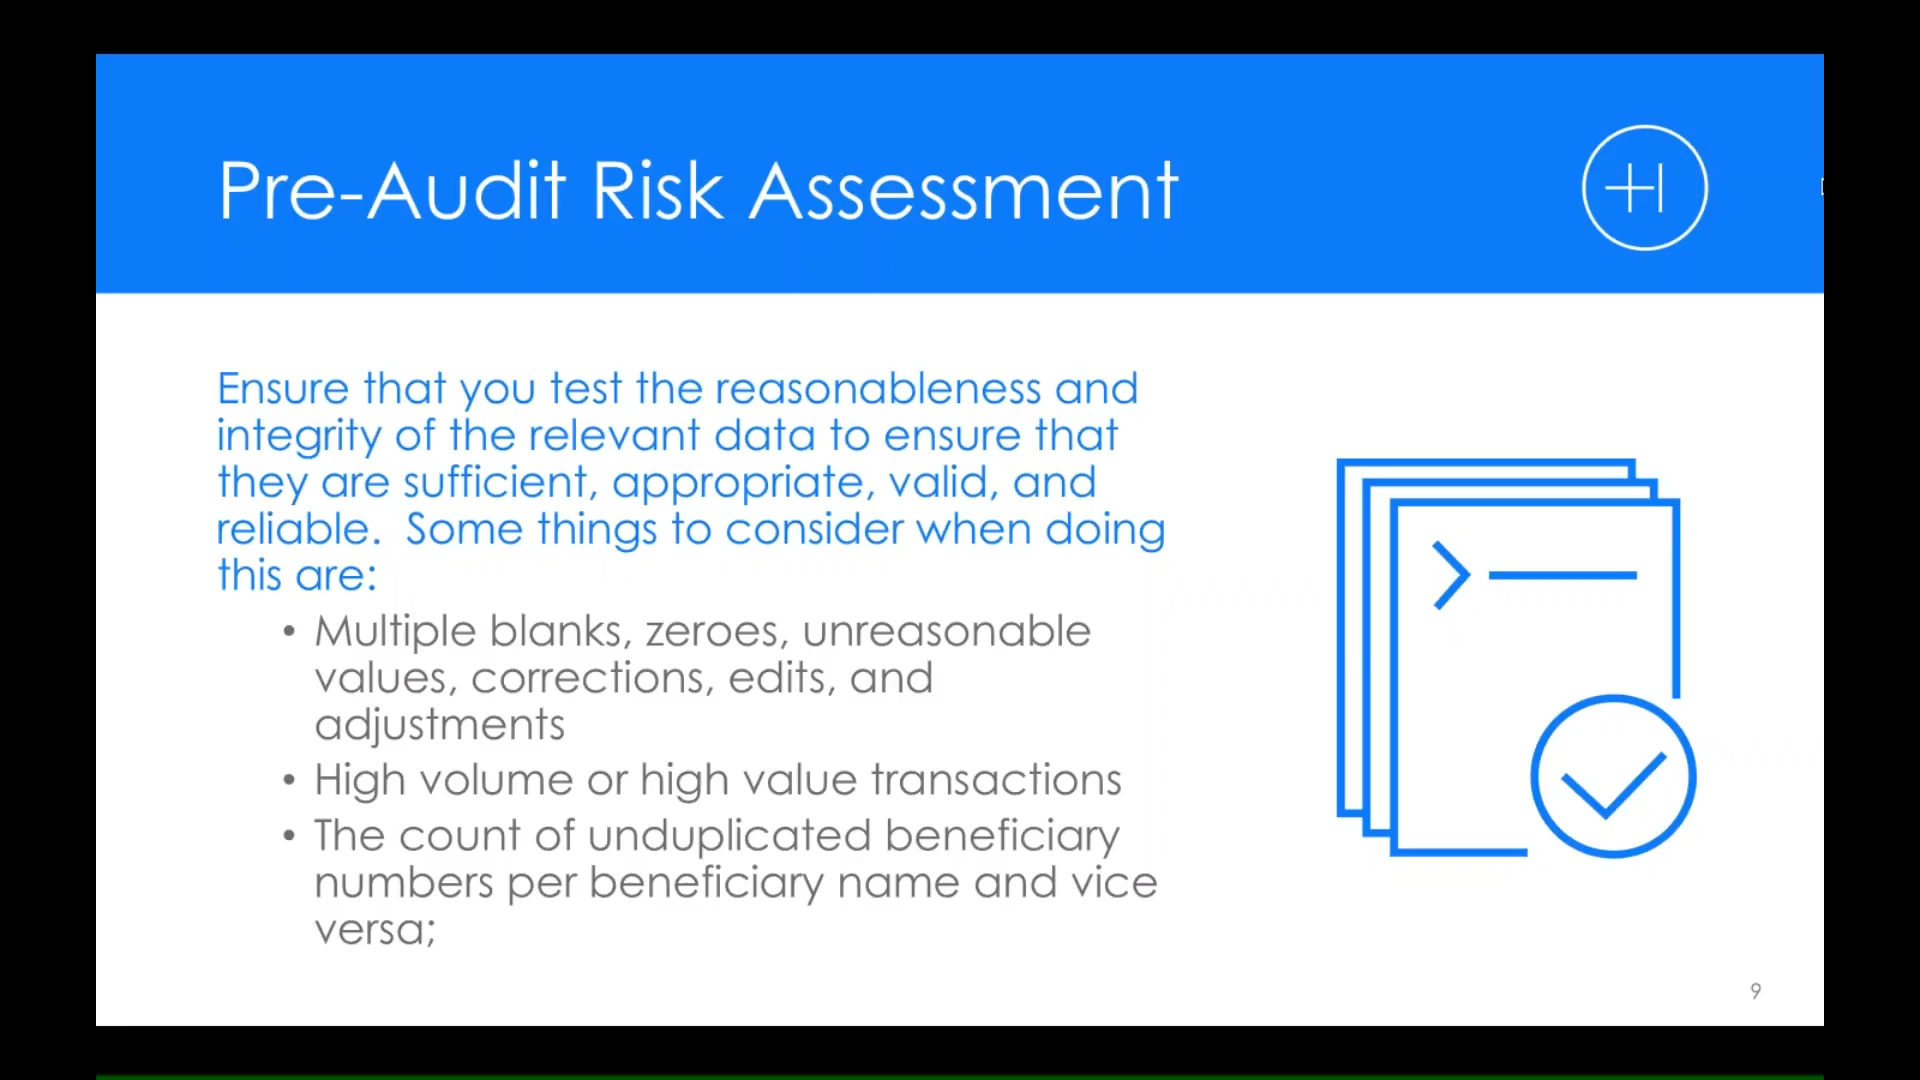 Pre-Audit Risk Assessment
Ensure that you test the reasonableness and
integrity of the relevant data to ensure that
they are sufficient, appropriate, valid, and
reliable.  Some things to consider when doing
this are:
• Multiple blanks, zeroes, unreasonable
values, corrections, edits, and
adjustments
• High volume or high value transactions
• The count of unduplicated beneficiary
numbers per beneficiary name and vice
versa;
9